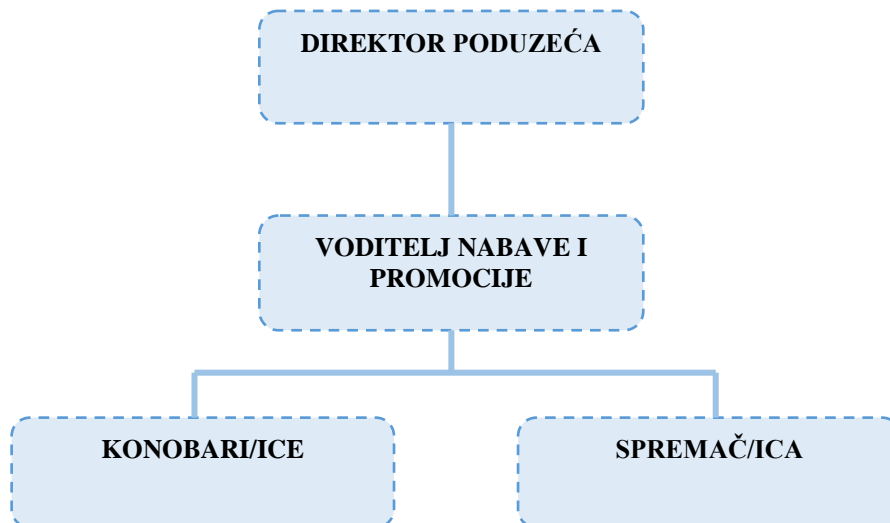 DIREKTOR PODUZEĆA
VODITELJ NABAVE I
PROMOCIJE
KONOBARI/ICE
SPREMAČ/ICA